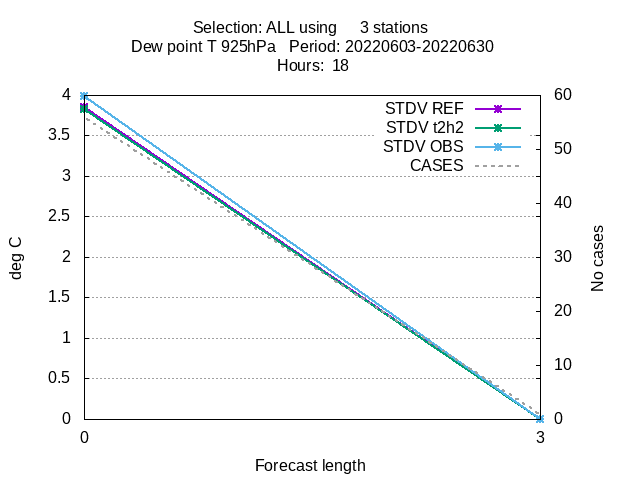 Selection: ALL using 3 stations
Dew point T 925hPa Period: 20220603-20220630
Hours: 18
STDV REF
STDV t2h2
STDV OBS
CASES
4
3.5
3
2.5
2
1.5
1
0.5
0
deg C
60
50
40
30
20
10
0
No cases
0
3
Forecast length